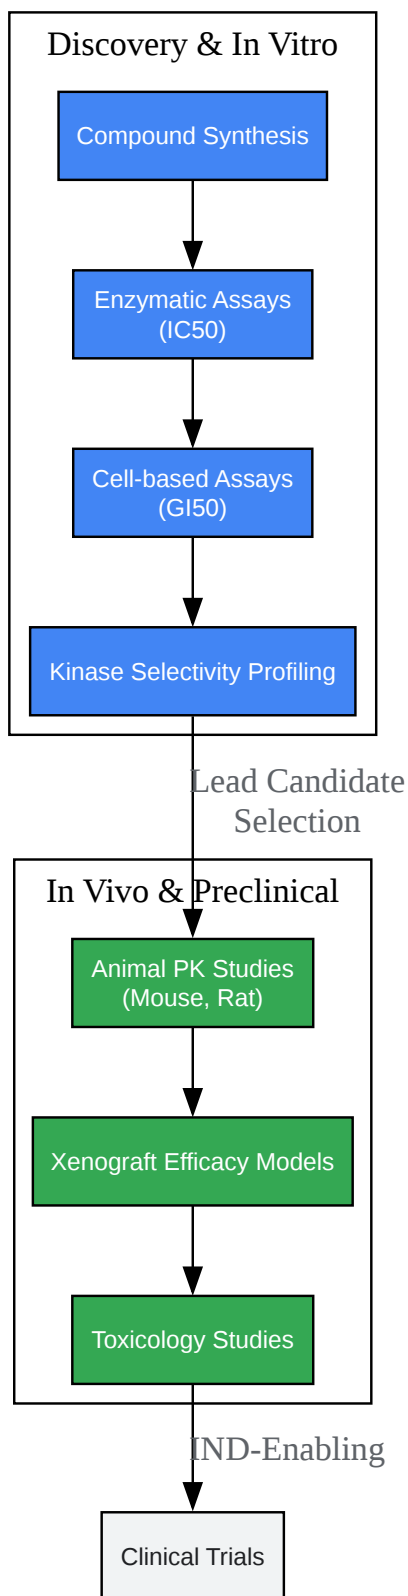 Discovery & In Vitro
Compound Synthesis
Enzymatic Assays
(IC50)
Cell-based Assays
(GI50)
Kinase Selectivity Profiling
Lead Candidate
Selection
In Vivo & Preclinical
Animal PK Studies
(Mouse, Rat)
Xenograft Efficacy Models
Toxicology Studies
IND-Enabling
Clinical Trials